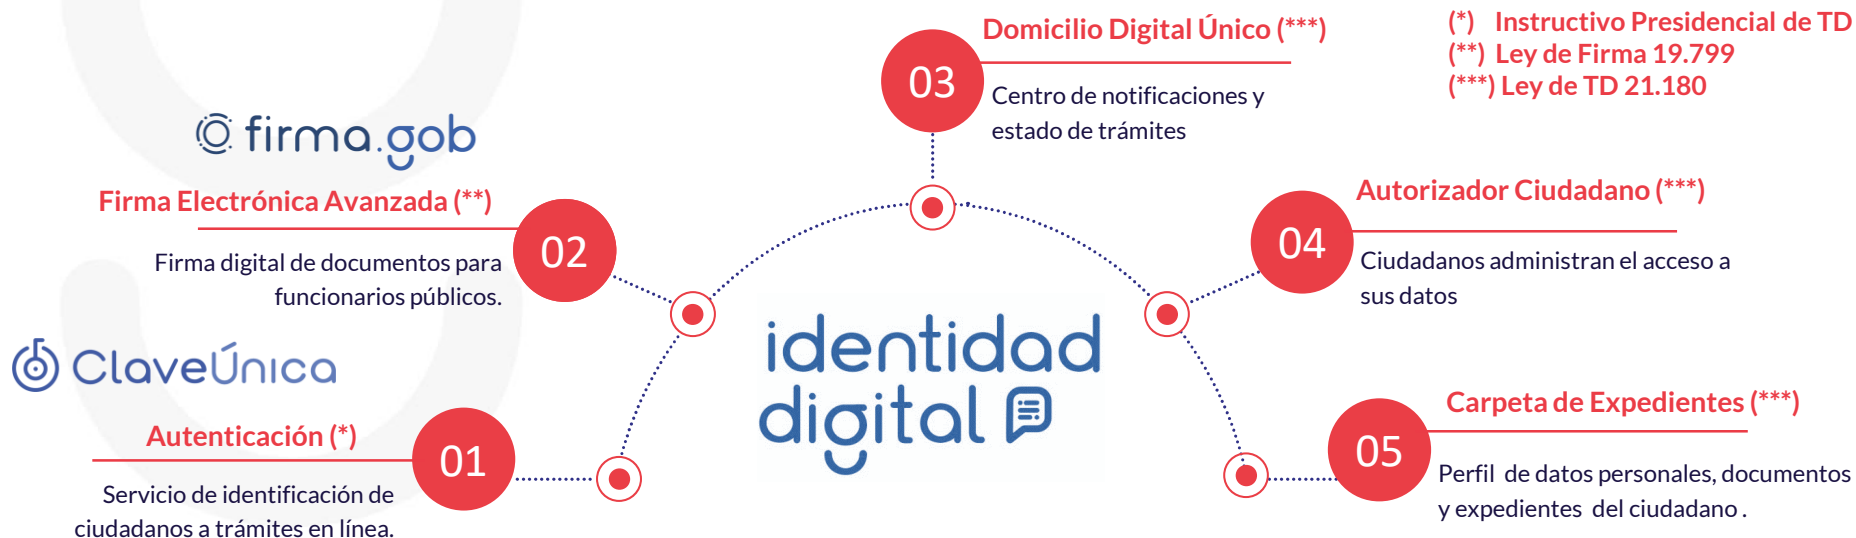 Domicilio Digital Único (***)
03
Centro de notificaciones y
estado de trámites
(*) Instructivo Presidencial de TD
(**) Ley de Firma 19.799
(***) Ley de TD 21.180
firma.gob
Firma Electrónica Avanzada (**)
02
Firma digital de documentos para
funcionarios públicos.
Autorizador Ciudadano (***)
04
Ciudadanos administran el acceso a
sus datos
ClaveÚnica
Autenticación (*)
01
Servicio de identificación de
ciudadanos a trámites en línea.
identidad
digital
Carpeta de Expedientes (***)
05
Perfil de datos personales, documentos
y expedientes del ciudadano .